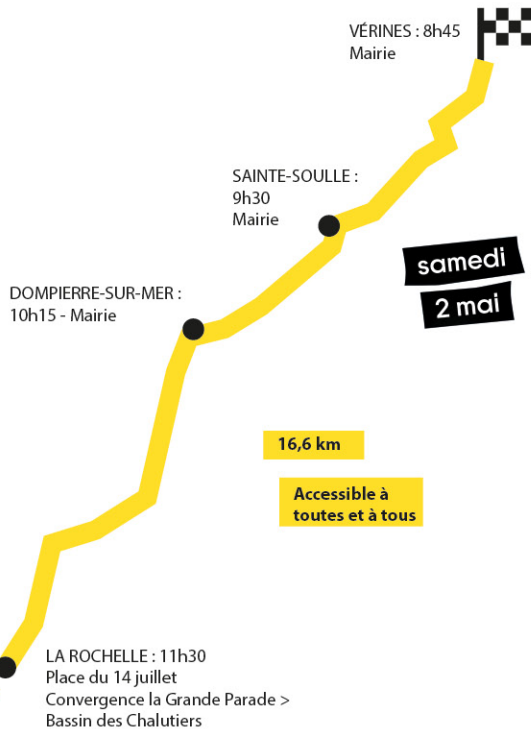 VÉRINES : 8h45
Mairie
SAINTE-SOULLE :
9h30
Mairie
samedi
2 mai
DOMPIERRE-SUR-MER :
10h15 - Mairie
16,6 km
Accessible à
toutes et à tous
LA ROCHELLE : 11h30
Place du 14 juillet
Convergence la Grande Parade >
Bassin des Chalutiers